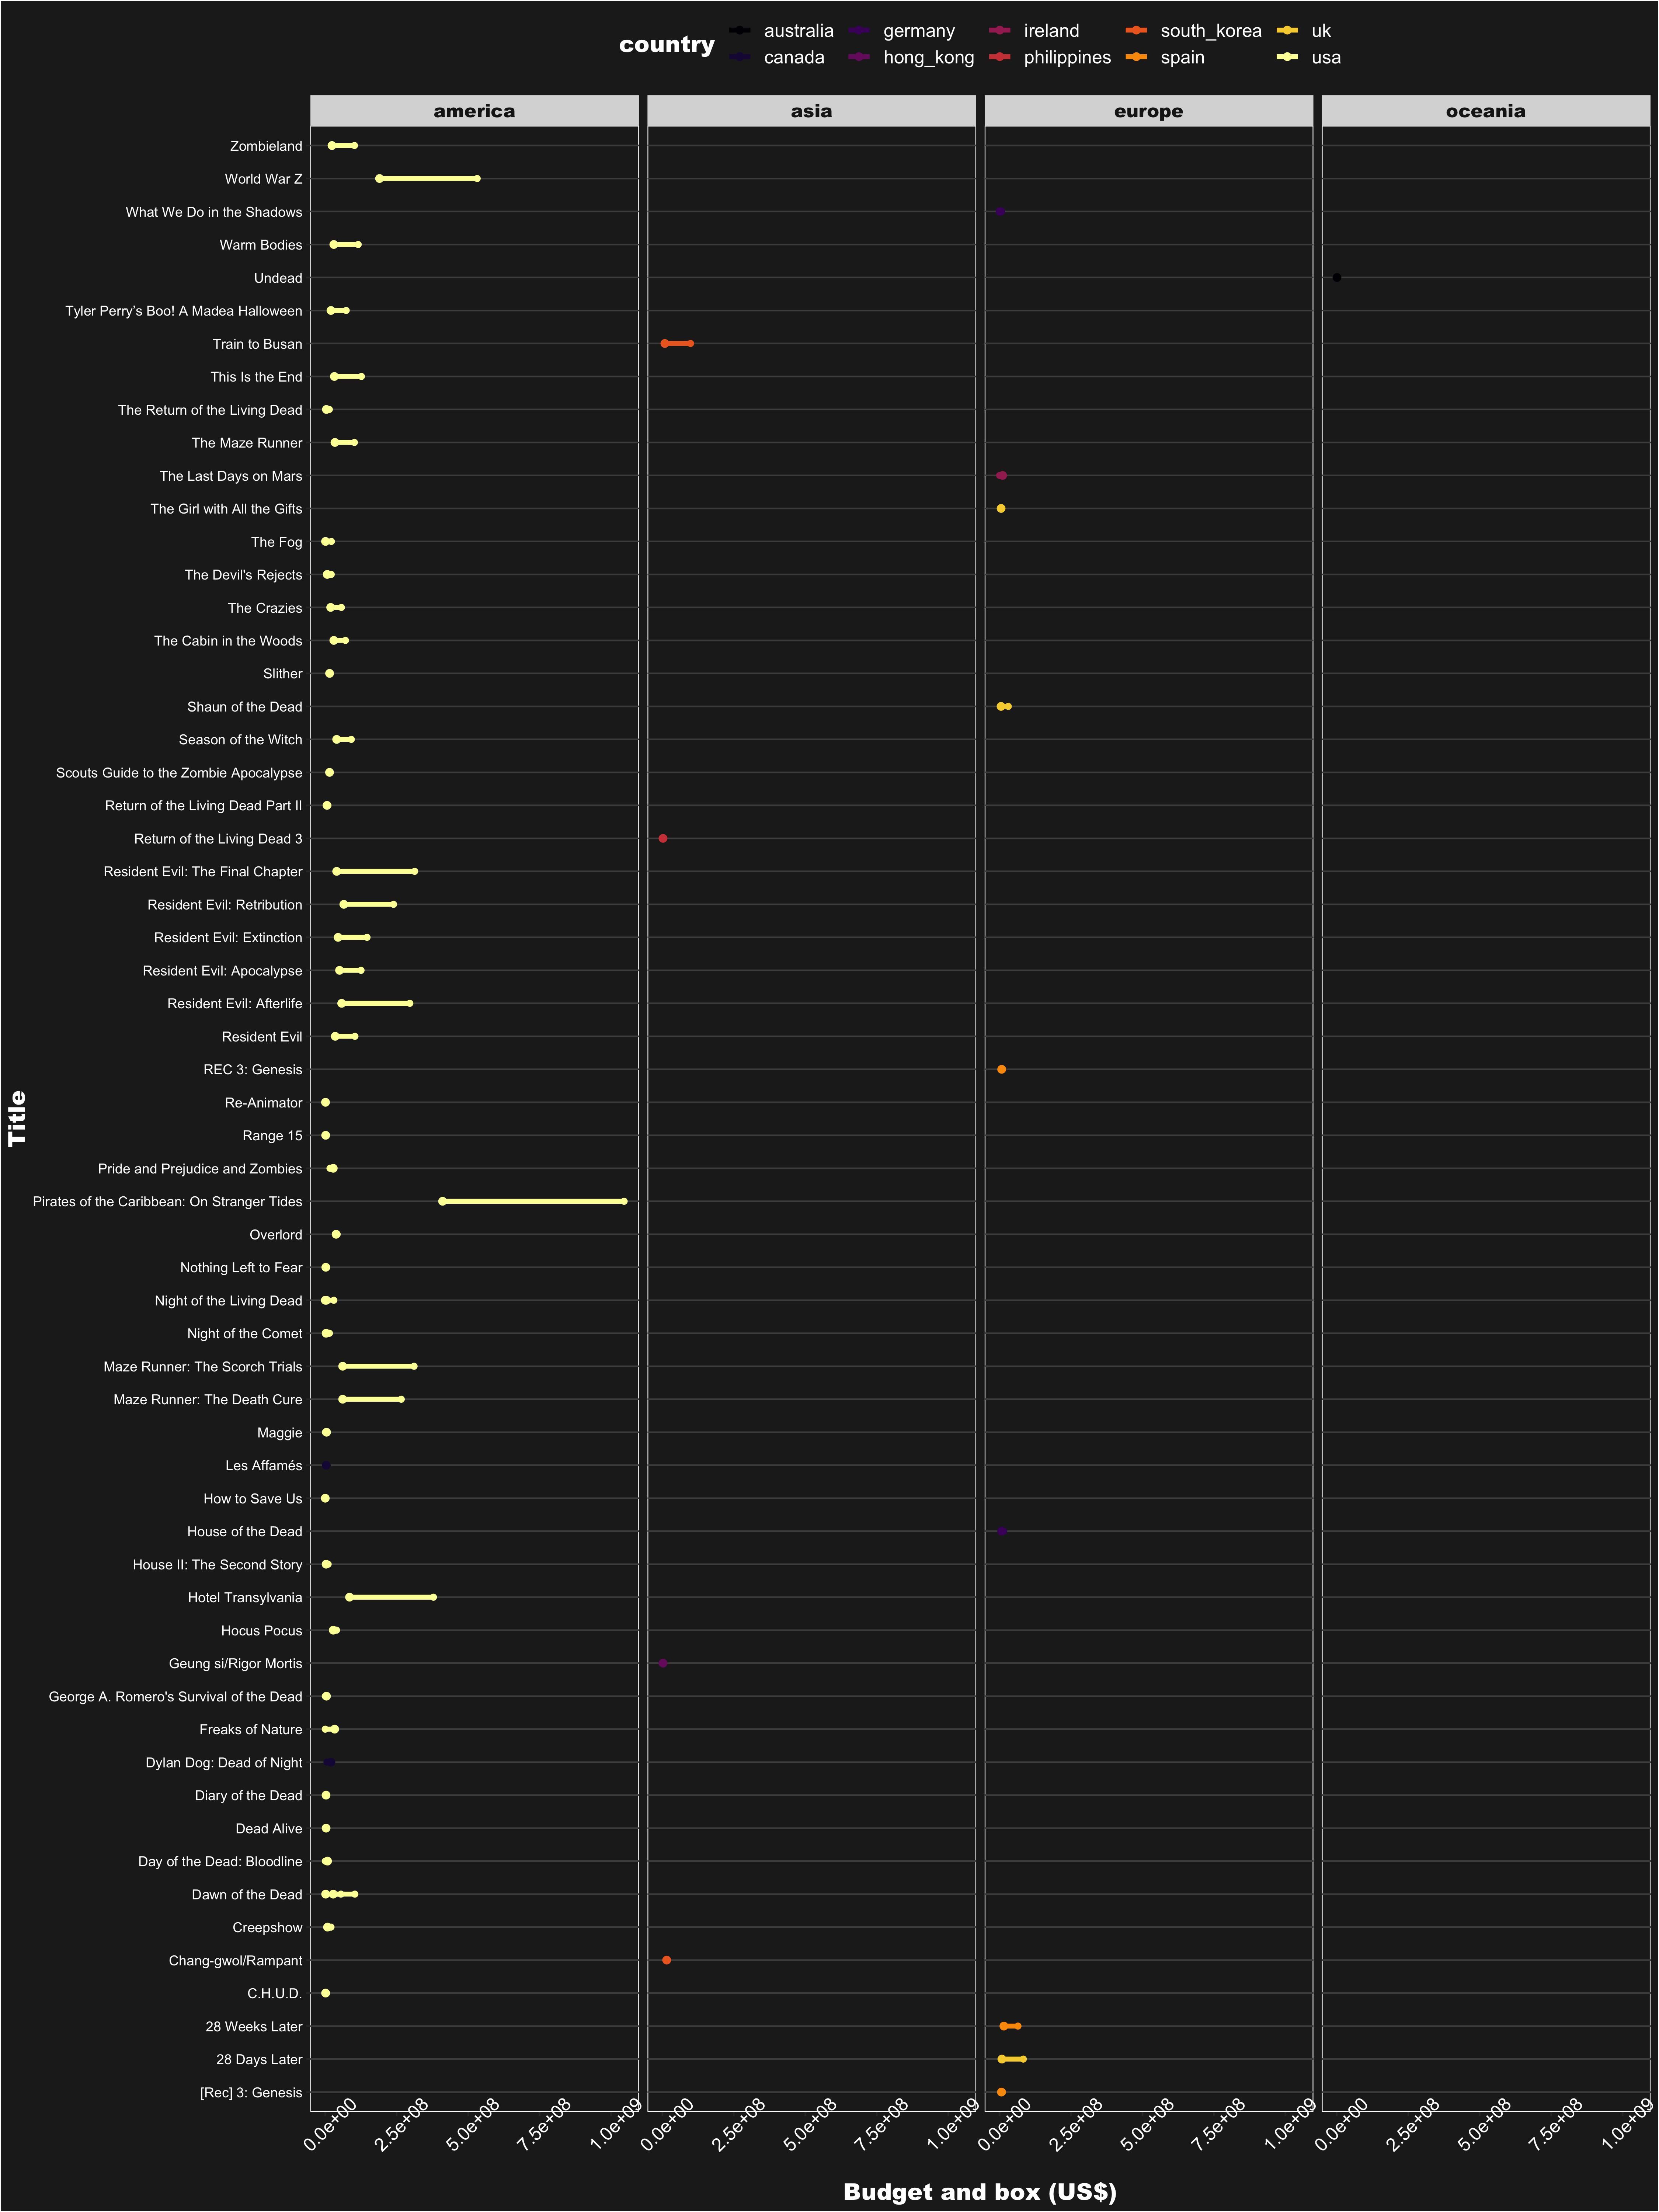 country
australia germany ireland south_korea uk
canada hong_kong philippines spain usa
america asia europe oceania
Zombieland
World War Z
What We Do in the Shadows
Warm Bodies
Undead
Tyler Perry’s Boo! A Madea Halloween
Train to Busan
This Is the End
The Return of the Living Dead
The Maze Runner
The Last Days on Mars
The Girl with All the Gifts
The Fog
The Devil's Rejects
The Crazies
The Cabin in the Woods
Slither
Shaun of the Dead
Season of the Witch
Scouts Guide to the Zombie Apocalypse
Return of the Living Dead Part II
Return of the Living Dead 3
Resident Evil: The Final Chapter
Resident Evil: Retribution
Resident Evil: Extinction
Resident Evil: Apocalypse
Resident Evil: Afterlife
Resident Evil
REC 3: Genesis
Re-Animator
Range 15
Pride and Prejudice and Zombies
Pirates of the Caribbean: On Stranger Tides
Overlord
Nothing Left to Fear
Night of the Living Dead
Night of the Comet
Maze Runner: The Scorch Trials
Maze Runner: The Death Cure
Maggie
Les Affamés
How to Save Us
House of the Dead
House II: The Second Story
Hotel Transylvania
Hocus Pocus
Geung si/Rigor Mortis
George A. Romero's Survival of the Dead
Freaks of Nature
Dylan Dog: Dead of Night
Diary of the Dead
Dead Alive
Day of the Dead: Bloodline
Dawn of the Dead
Creepshow
Chang-gwol/Rampant
C.H.U.D.
28 Weeks Later
28 Days Later
[Rec] 3: Genesis
Title
0.0e+00 2.5e+08 5.0e+08 7.5e+08 1.0e+09 0.0e+00 2.5e+08 5.0e+08 7.5e+08 1.0e+09 0.0e+00 2.5e+08 5.0e+08 7.5e+08 1.0e+09 0.0e+00 2.5e+08 5.0e+08 7.5e+08 1.0e+09
Budget and box (US$)